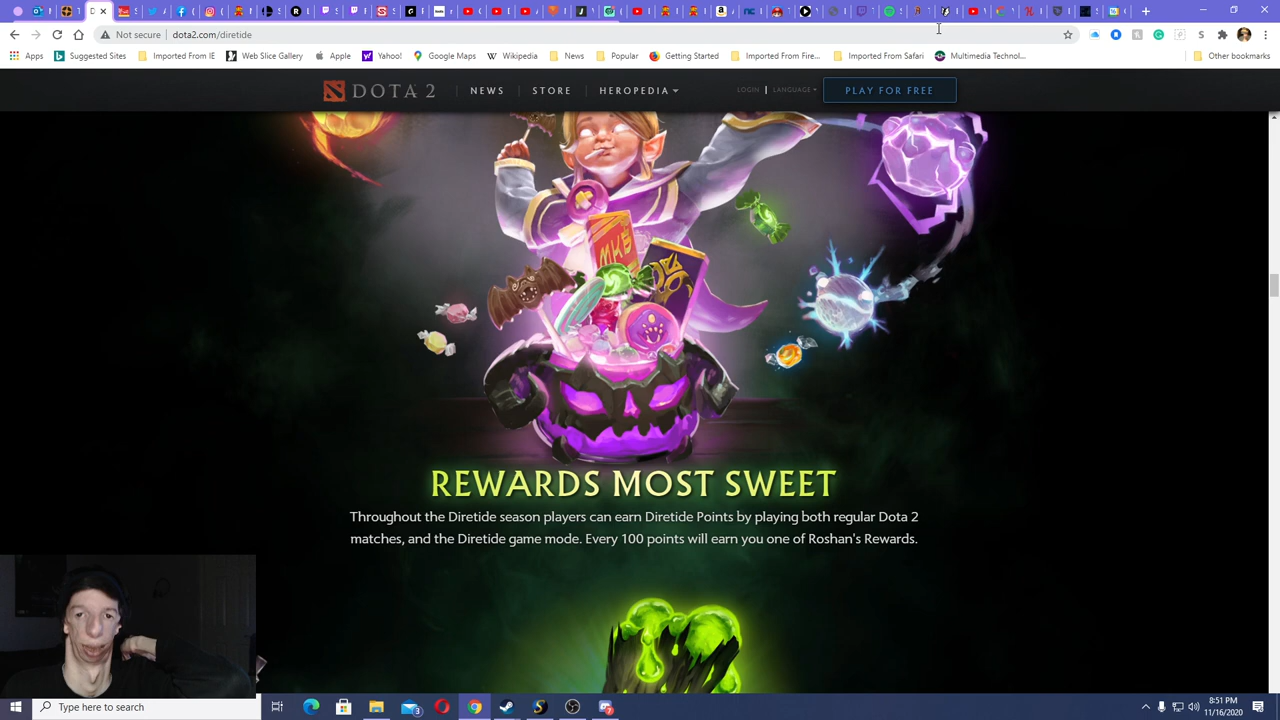 Not secure dota2.com/diretide
Apps Suggested Sites Imported From IE Web Slice Gallery Apple Yahoo! Google Maps Wikipedia News Popular Getting Started Imported From Fire... Imported From Safari Multimedia Technol... Other bookmarks
DOTA 2 NEWS STORE HEROPEDIA LOGIN LANGUAGE PLAY FOR FREE
MKB
REWARDS MOST SWEET
Throughout the Diretide season players can earn Diretide Points by playing both regular Dota 2
matches, and the Diretide game mode. Every 100 points will earn you one of Roshan's Rewards.
Type here to search
3
7
8:51 PM
11/16/2020